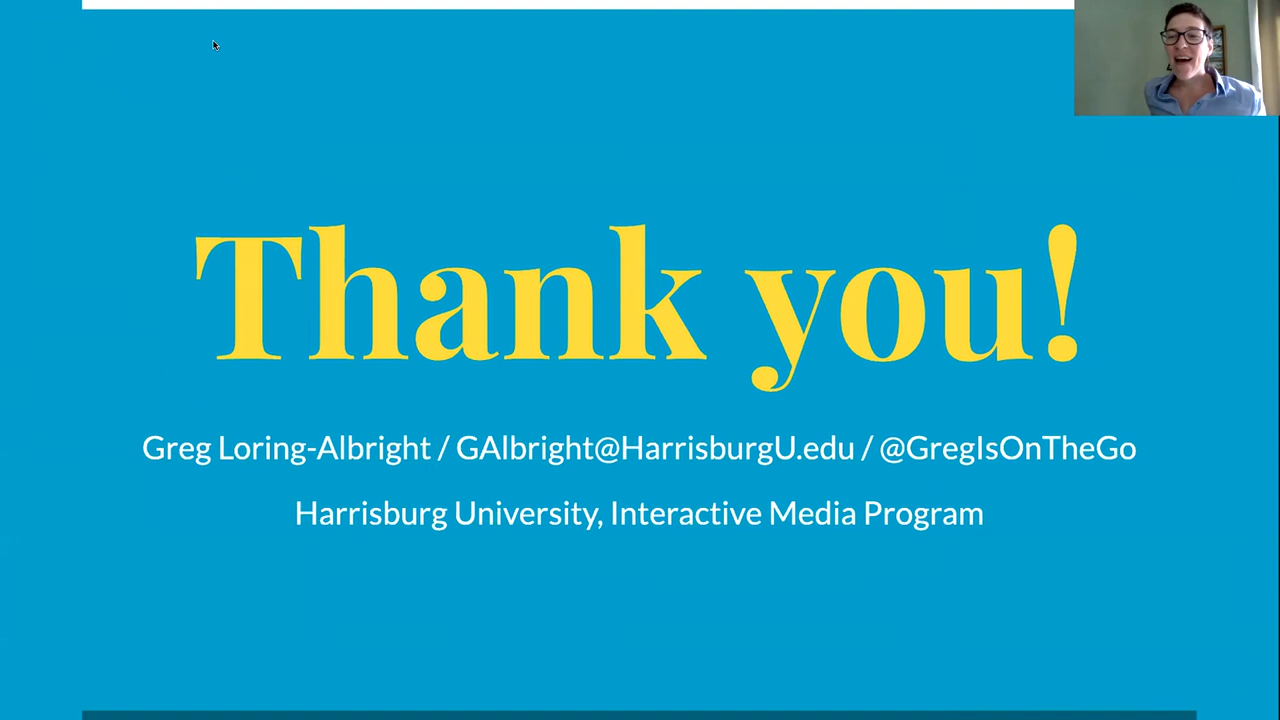 Thank you!
Greg Loring-Albright / GAlbright@HarrisburgU.edu / @GregIsOnTheGo
Harrisburg University, Interactive Media Program